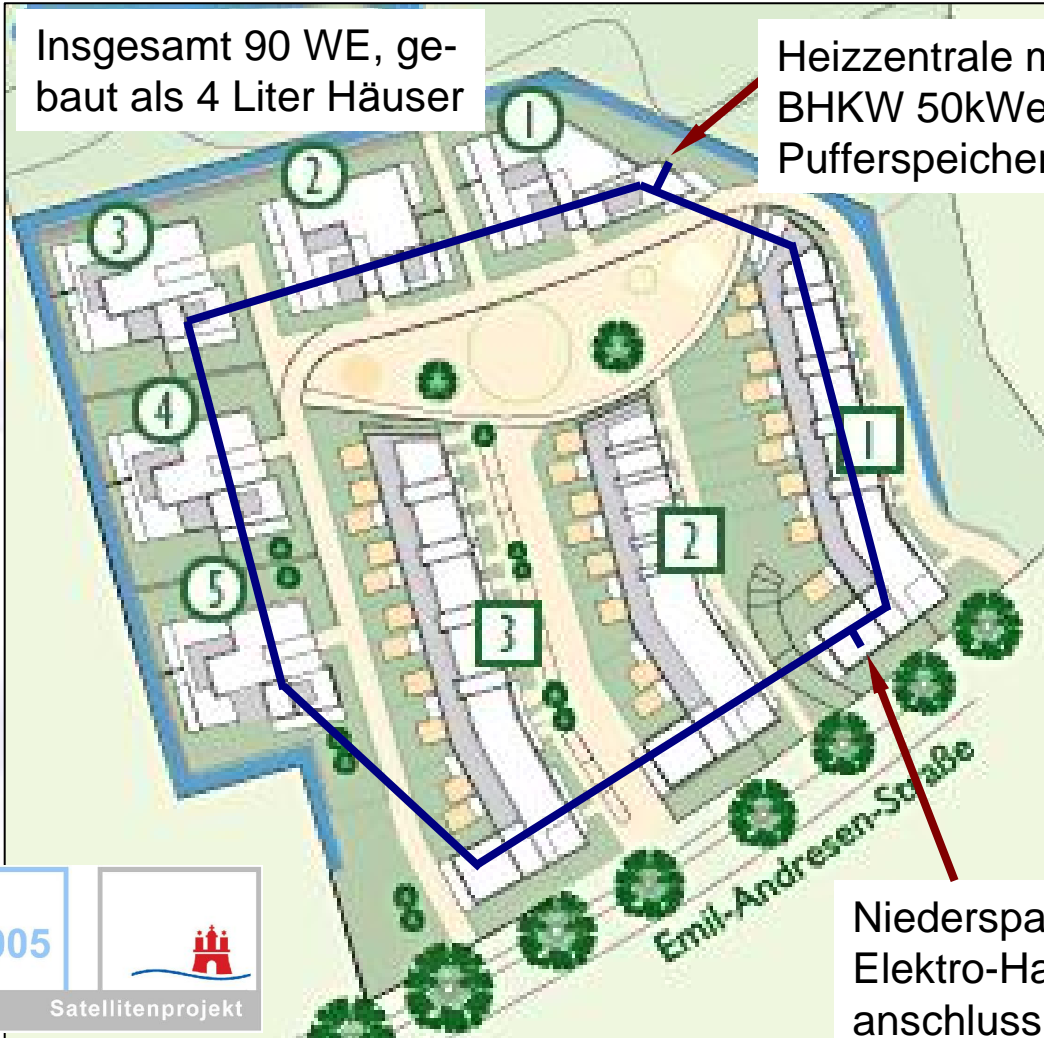 Insgesamt 90 WE, ge-
baut als 4 Liter Häuser
Heizzentrale
BHKW 50kWe
Pufferspeicher
1
2
3
4
5
1
2
3
Emil-Andresen-Straße
005
Satellitenprojekt
Niederspa
Elektro-Ha
anschluss